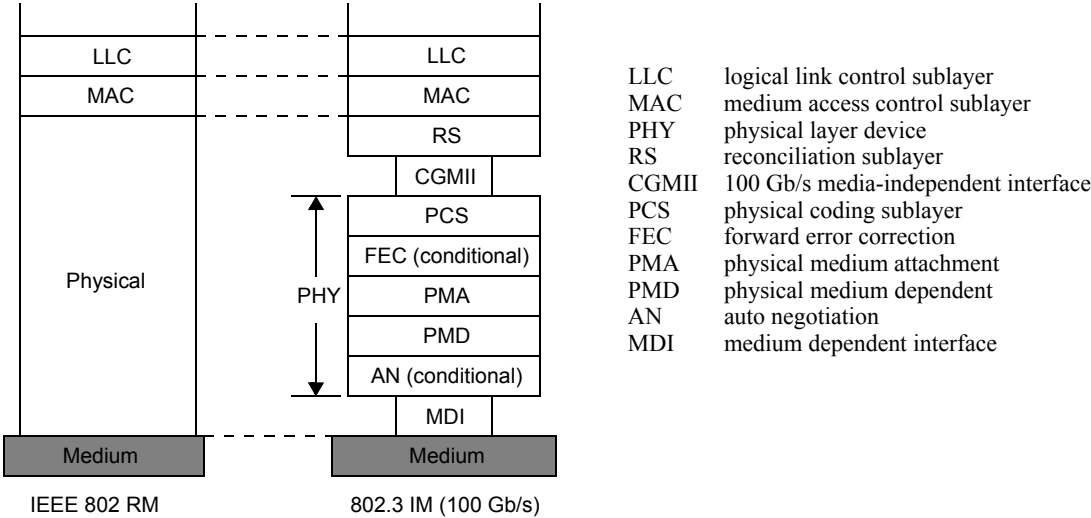 LLC
MAC
Physical
Medium
IEEE 802 RM
LLC
MAC
RS
CGMII
PCS
FEC (conditional)
PHY
PMA
PMD
AN (conditional)
MDI
Medium
802.3 IM (100 Gb/s)
LLC logical link control sublayer
MAC medium access control sublayer
PHY physical layer device
RS reconciliation sublayer
CGMII 100 Gb/s media-independent interface
PCS physical coding sublayer
FEC forward error correction
PMA physical medium attachment
PMD physical medium dependent
AN auto negotiation
MDI medium dependent interface